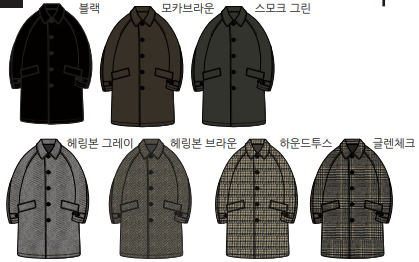 블랙
모카브라운
스모크 그린
헤링본 그레이
헤링본 브라운
하운드투스
글렌체크